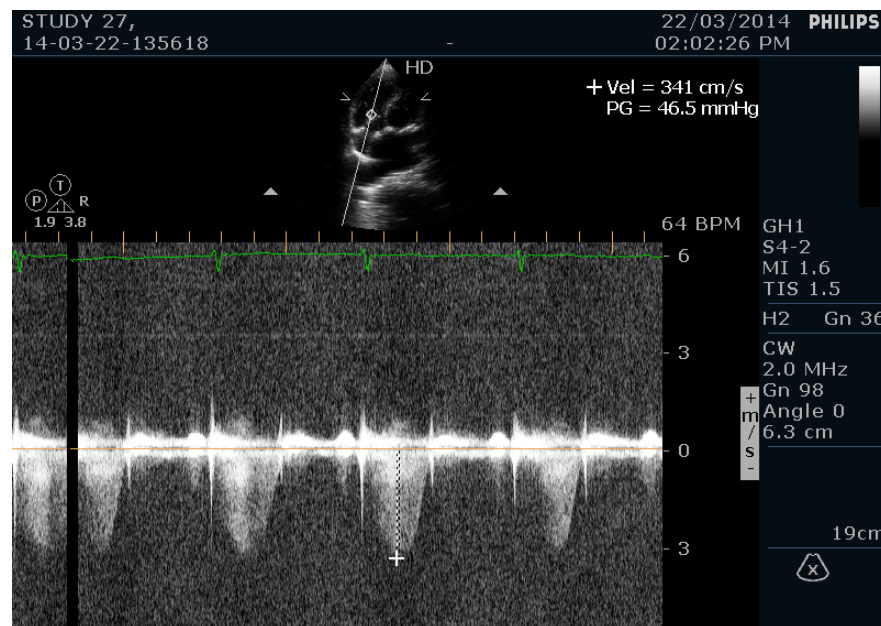 STUDY 27,
14-03-22-135618
-
22/03/2014
02:02:26 PM
PHILIPS
HD
+ Vel = 341 cm/s
PG = 46.5 mmHg
P T R
1.9 3.8
64 BPM
6
3
0
3
+
m
/
s
-
GH1
S4-2
MI 1.6
TIS 1.5
H2 Gn 36
CW
2.0 MHz
Gn 98
Angle 0
6.3 cm
19cm
X